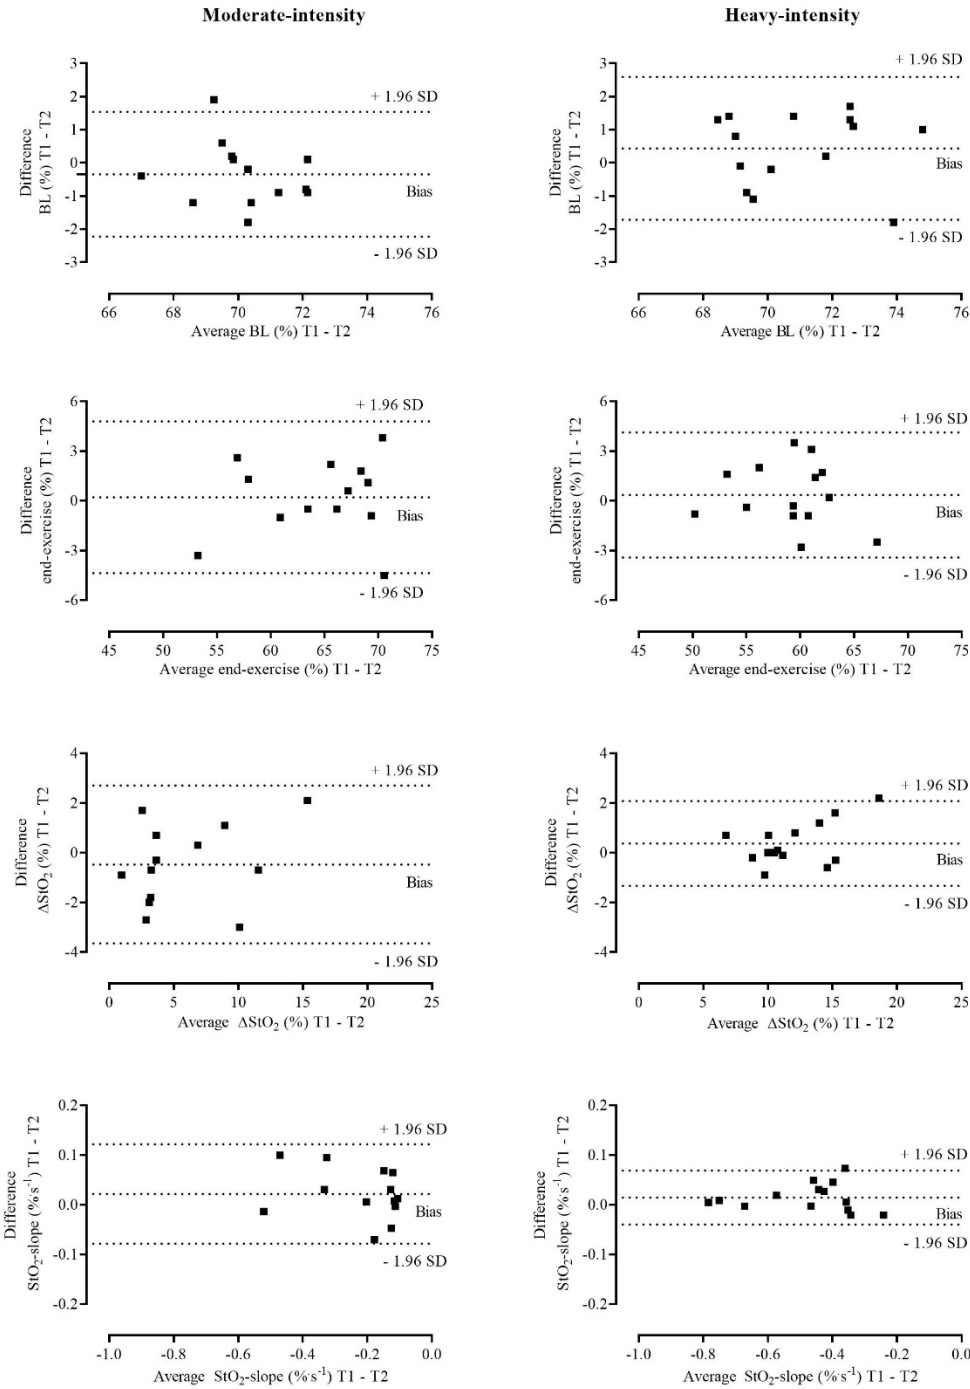 Moderate-intensity
Heavy-intensity
Difference
BL (%) T1 - T2
3
2
1
0
-1
-2
-3
+ 1.96 SD
Bias
- 1.96 SD
66 68 70 72 74 76
Average BL (%) T1 - T2
Difference
BL (%) T1 - T2
3
2
1
0
-1
-2
-3
+ 1.96 SD
Bias
- 1.96 SD
66 68 70 72 74 76
Average BL (%) T1 - T2
Difference
end-exercise (%) T1 - T2
6
3
0
-3
-6
+ 1.96 SD
Bias
- 1.96 SD
45 50 55 60 65 70 75
Average end-exercise (%) T1 - T2
Difference
end-exercise (%) T1 - T2
6
3
0
-3
-6
+ 1.96 SD
Bias
- 1.96 SD
45 50 55 60 65 70 75
Average end-exercise (%) T1 - T2
Difference
ΔStO₂ (%) T1 - T2
4
2
0
-2
-4
+ 1.96 SD
Bias
- 1.96 SD
0 5 10 15 20 25
Average ΔStO₂ (%) T1 - T2
Difference
ΔStO₂ (%) T1 - T2
4
2
0
-2
-4
+ 1.96 SD
Bias
- 1.96 SD
0 5 10 15 20 25
Average ΔStO₂ (%) T1 - T2
Difference
StO₂-slope (%·s⁻¹) T1 - T2
0.2
0.1
0.0
-0.1
-0.2
+ 1.96 SD
Bias
- 1.96 SD
-1.0 -0.8 -0.6 -0.4 -0.2 0.0
Average StO₂-slope (%·s⁻¹) T1 - T2
Difference
StO₂-slope (%·s⁻¹) T1 - T2
0.2
0.1
0.0
-0.1
-0.2
+ 1.96 SD
Bias
- 1.96 SD
-1.0 -0.8 -0.6 -0.4 -0.2 0.0
Average StO₂-slope (%·s⁻¹) T1 - T2